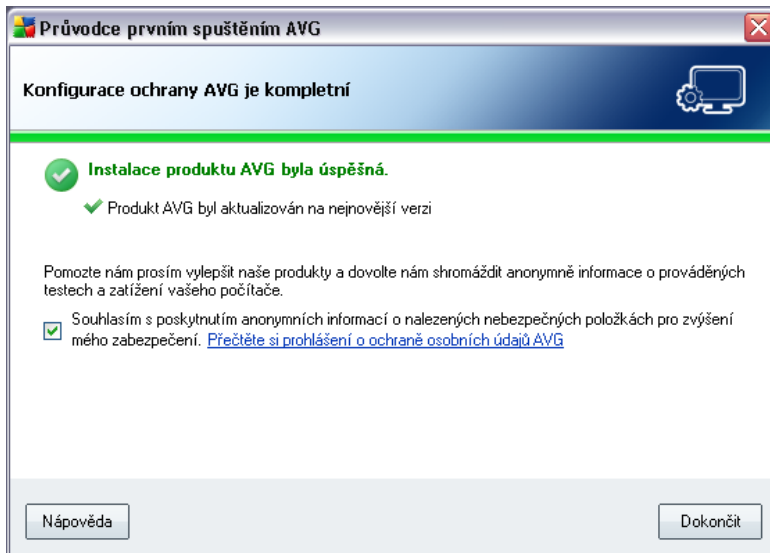 Průvodce prvním spuštěním AVG
Konfigurace ochrany AVG je kompletní
Instalace produktu AVG byla úspěšná.
Produkt AVG byl aktualizován na nejnovější verzi
Pomozte nám prosím vylepšit naše produkty a dovolte nám shromáždit anonymně informace o prováděných
testech a zatížení vašeho počítače.
Souhlasím s poskytnutím anonymních informací o nalezených nebezpečných položkách pro zvýšení
mého zabezpečení. Přečtěte si prohlášení o ochraně osobních údajů AVG
Nápověda
Dokončit